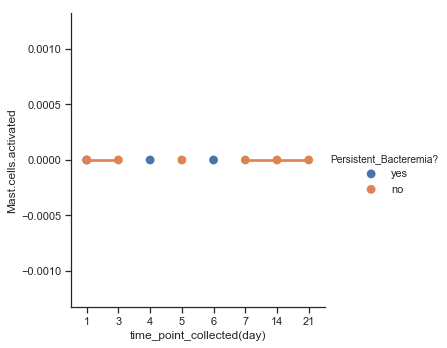 0.0010
0.0005
0.0000
−0.0005
−0.0010
Mast.cells.activated
1 3 4 5 6 7 14 21
time_point_collected(day)
Persistent_Bacteremia?
yes
no